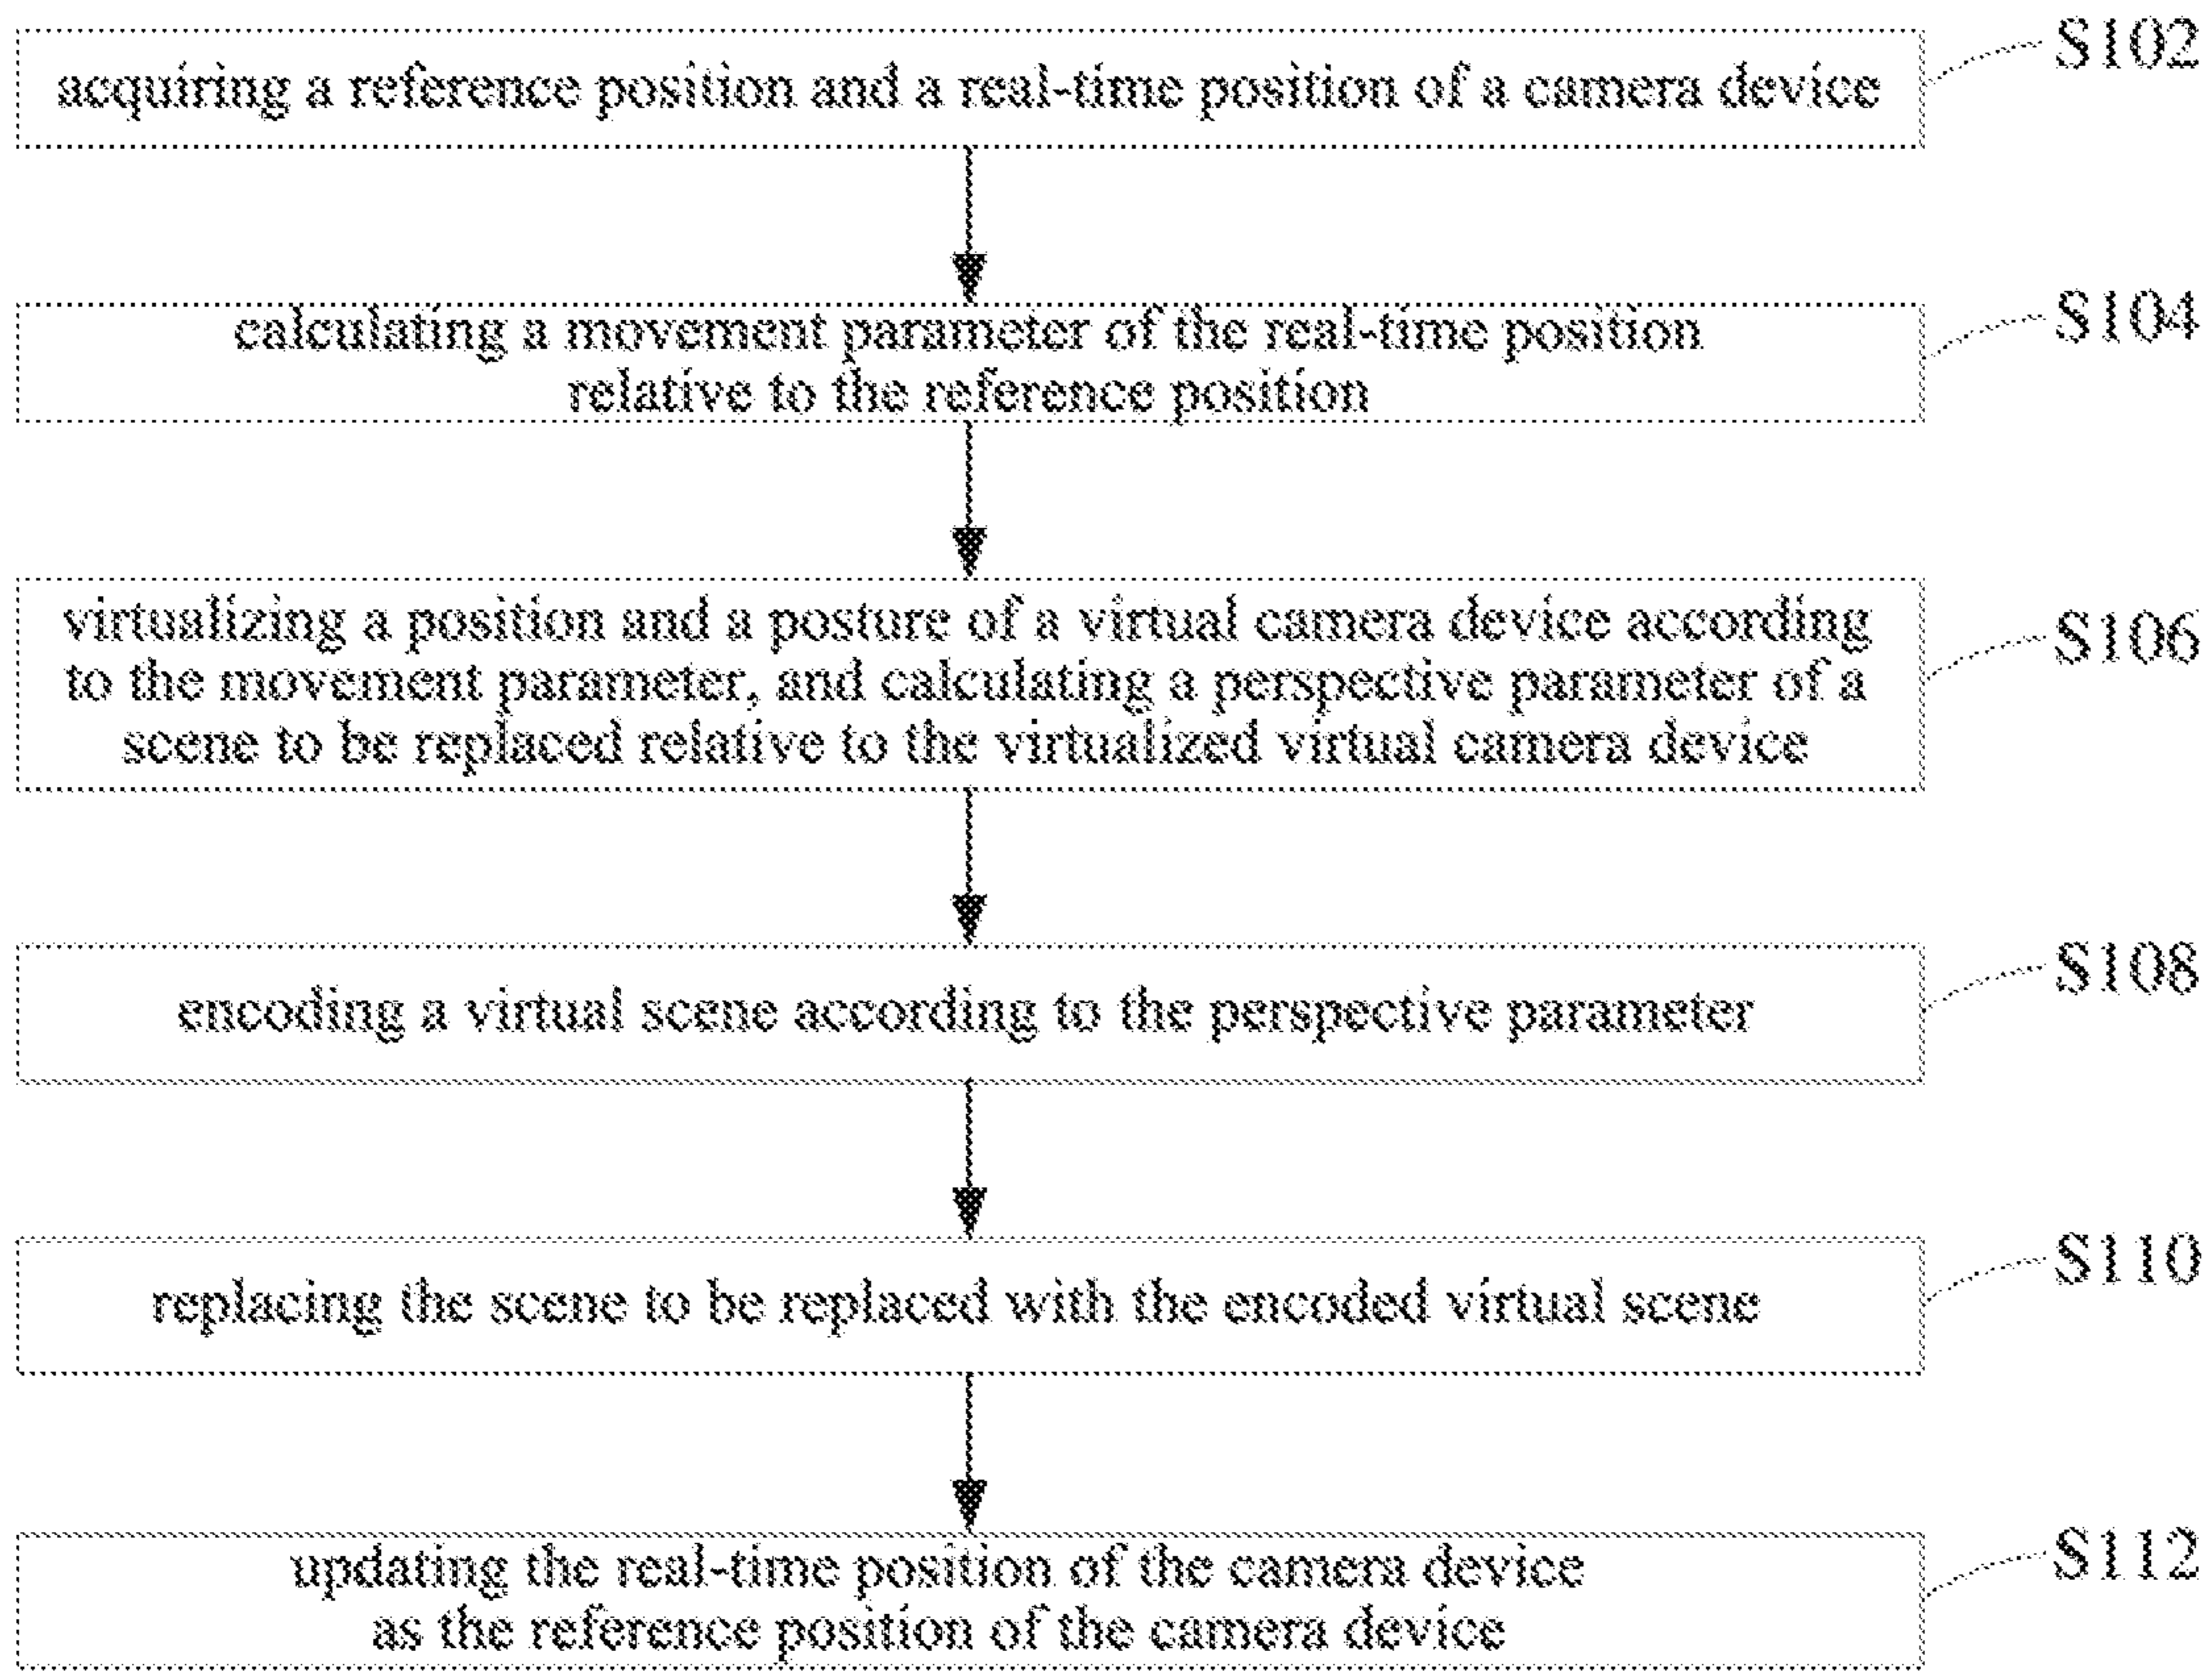 acquiring a reference position and a real-time position of a camera device
S102
calculating a movement parameter of the real-time position
relative to the reference position
S104
virtualizing a position and a posture of a virtual camera device according
to the movement parameter, and calculating a perspective parameter of a
scene to be replaced relative to the virtualized virtual camera device
S106
encoding a virtual scene according to the perspective parameter
S108
replacing the scene to be replaced with the encoded virtual scene
S110
updating the real-time position of the camera device
as the reference position of the camera device
S112